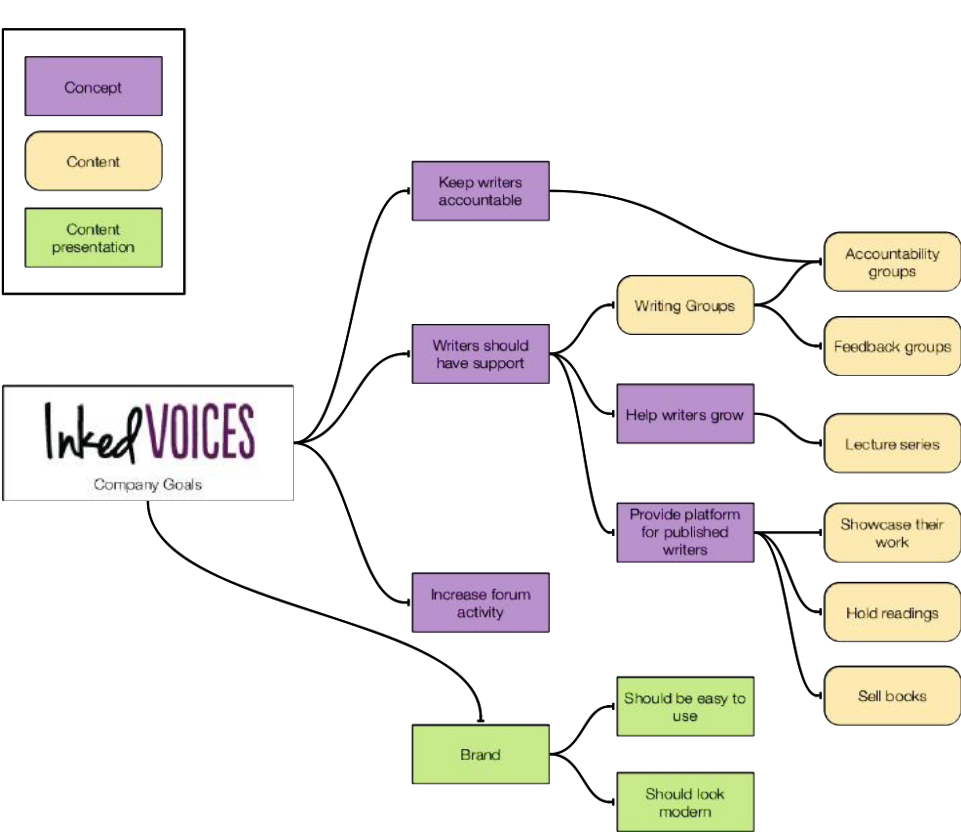 Concept
Content
Content
presentation
Keep writers
accountable
Accountability
groups
Writing Groups
Writers should
have support
Feedback groups
Help writers grow
Inked VOICES
Company Goals
Lecture series
Provide platform
for published
writers
Showcase their
work
Increase forum
activity
Hold readings
Should be easy to
use
Sell books
Brand
Should look
modern